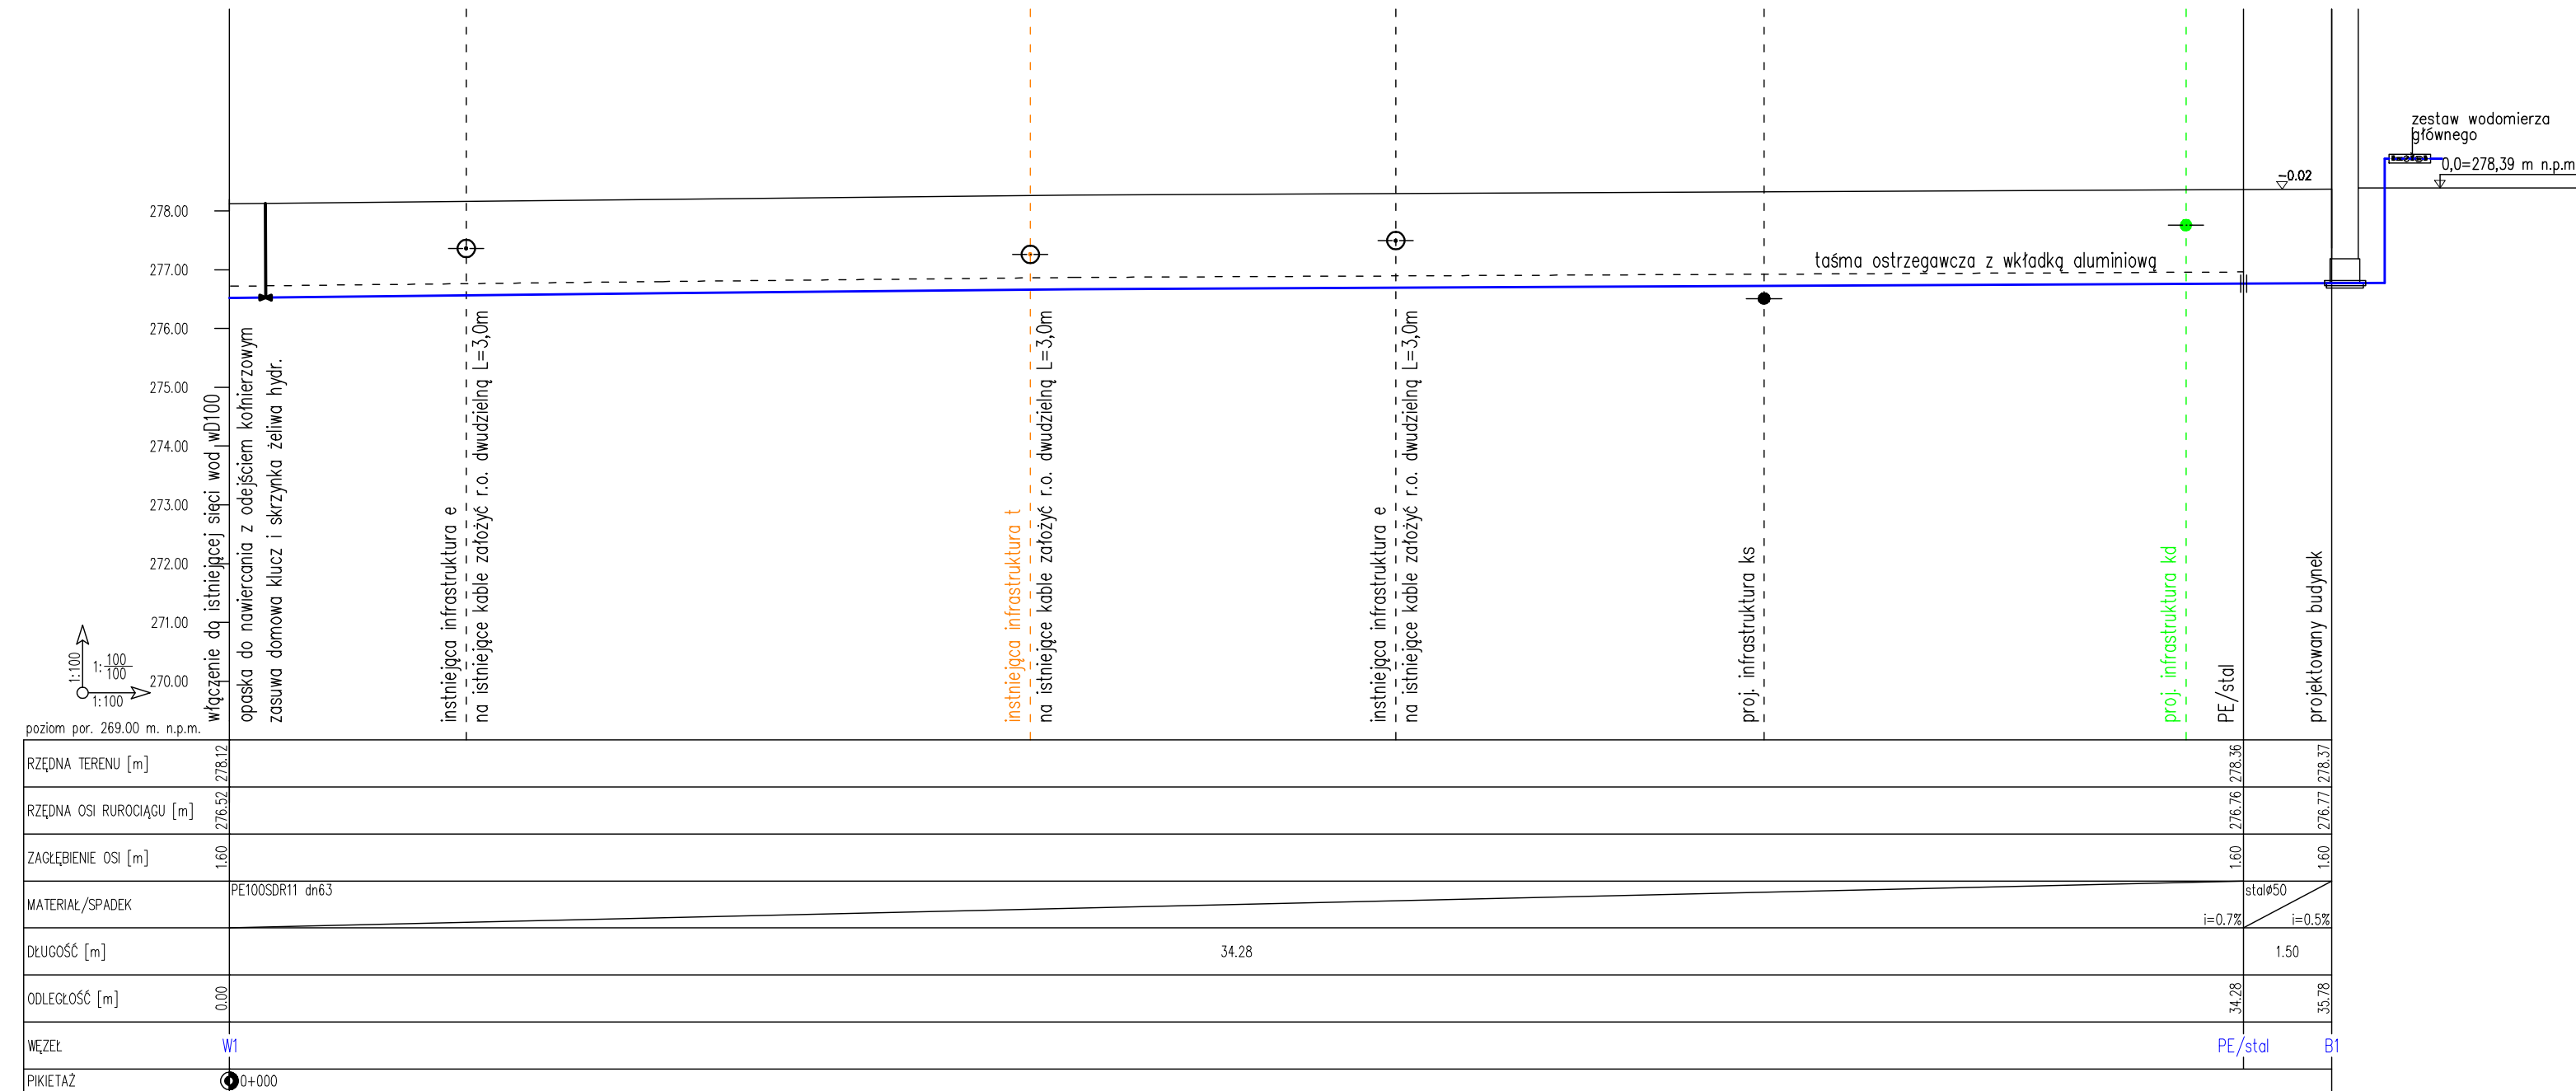 zestaw wodomierza
głównego
0,0=278,39 m n.p.m
-0.02
278.00
277.00
276.00
275.00
274.00
273.00
272.00
271.00
270.00
taśma ostrzegawcza z wkładką aluminiową
włączenie do istniejącej sieci wod wD100
opaska do nawiercania z odejściem kołnierzowym
zasuwa domowa klucz i skrzynka żeliwa hydr.
instniejąca infrastruktura e
na istniejące kable założyć r.o. dwudzielną L=3,0m
instniejąca infrastruktura t
na istniejące kable założyć r.o. dwudzielną L=3,0m
instniejąca infrastruktura e
na istniejące kable założyć r.o. dwudzielną L=3,0m
proj. infrastruktura ks
proj. infrastruktura kd
PE/stal
projektowany budynek
1:100
1:100/100
1:100
poziom por. 269.00 m. n.p.m.
RZĘDNA TERENU [m] 278.12 278.36 278.37
RZĘDNA OSI RUROCIĄGU [m] 276.52 276.76 276.77
ZAGŁĘBIENIE OSI [m] 1.60 1.60 1.60
MATERIAŁ/SPADEK PE100SDR11 dn63 i=0.7% stalø50 i=0.5%
DŁUGOŚĆ [m] 34.28 1.50
ODLEGŁOŚĆ [m] 0.00 34.28 35.78
WĘZEŁ W1 PE/stal B1
PIKIETAŻ 0+000